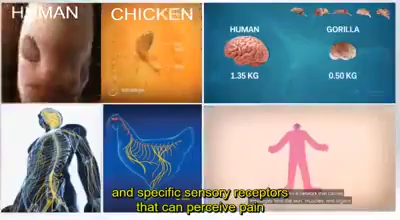 HUMAN
CHICKEN
HUMAN
GORILLA
1.35 KG
0.50 KG
and specific sensory receptors
that can perceive pain